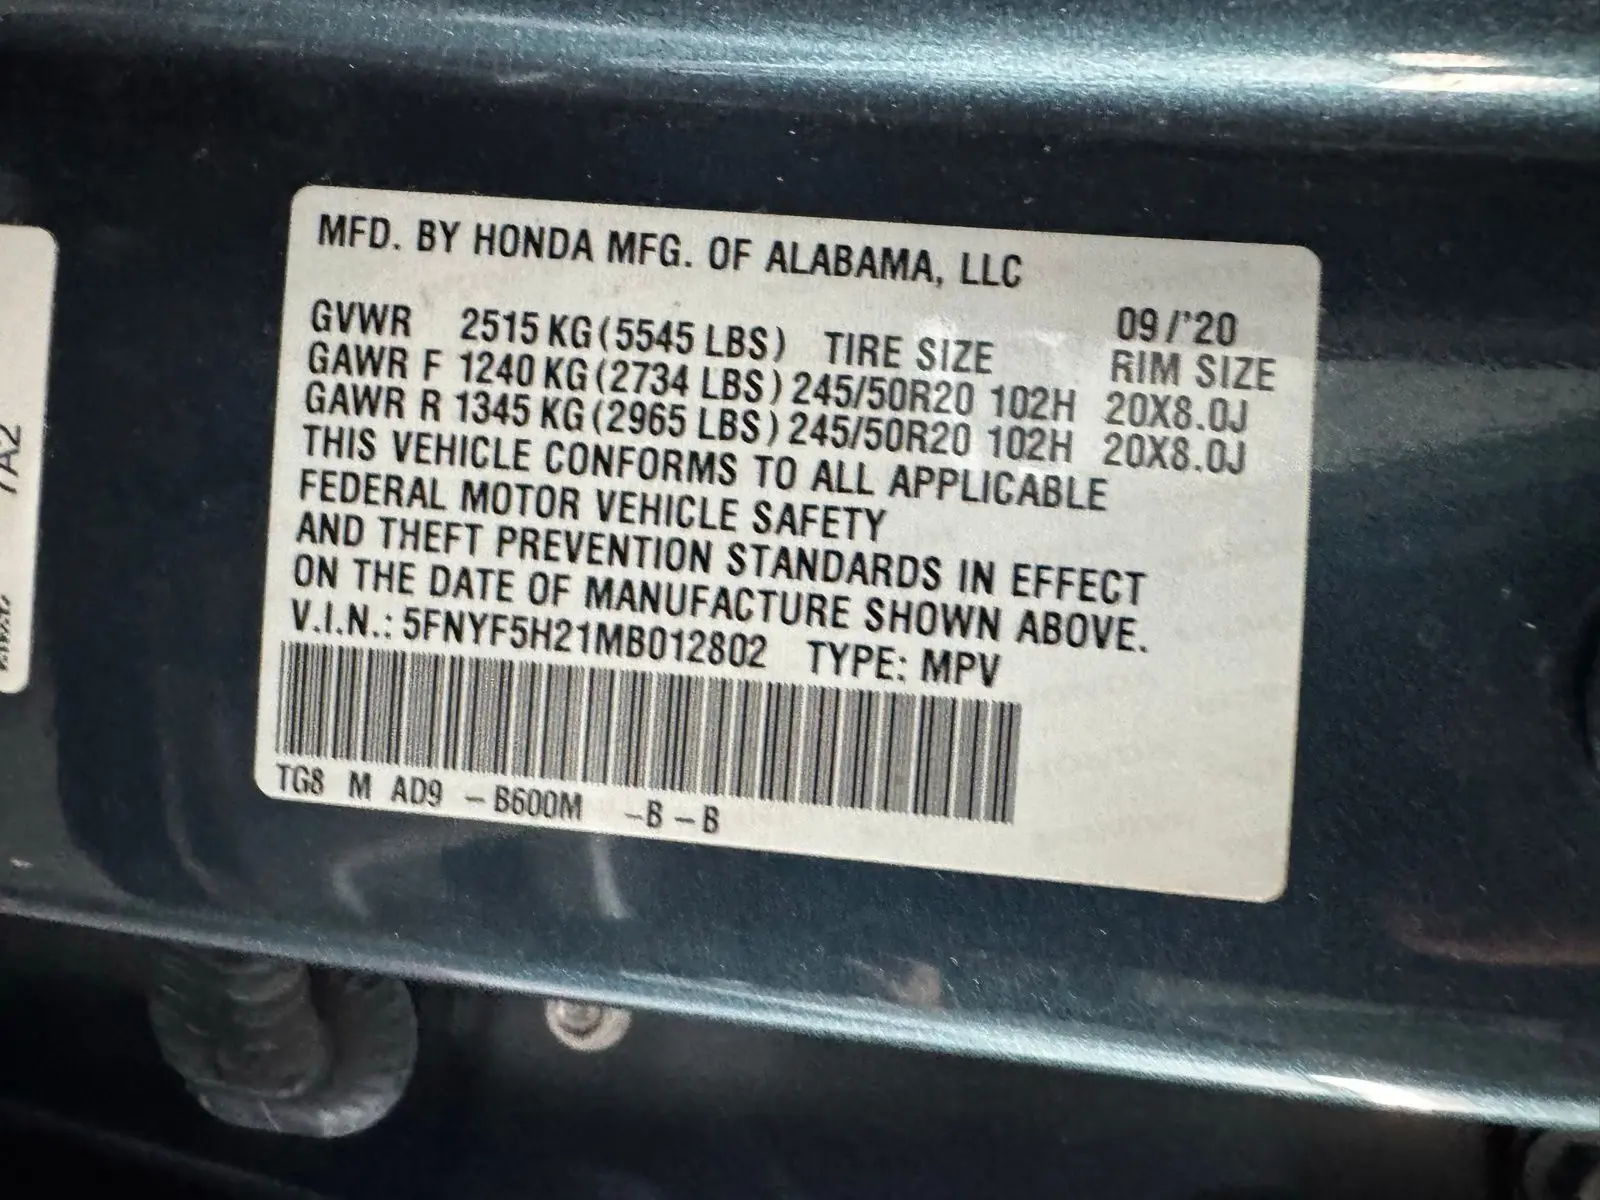 MFD. BY HONDA MFG. OF ALABAMA, LLC
09/'20
GVWR 2515 KG (5545 LBS) TIRE SIZE RIM SIZE
GAWR F 1240 KG (2734 LBS) 245/50R20 102H 20X8.0J
GAWR R 1345 KG (2965 LBS) 245/50R20 102H 20X8.0J
THIS VEHICLE CONFORMS TO ALL APPLICABLE
FEDERAL MOTOR VEHICLE SAFETY
AND THEFT PREVENTION STANDARDS IN EFFECT
ON THE DATE OF MANUFACTURE SHOWN ABOVE.
V.I.N.: 5FNYF5H21MB012802 TYPE: MPV
TG8 M AD9 -B600M -B-B
7A2